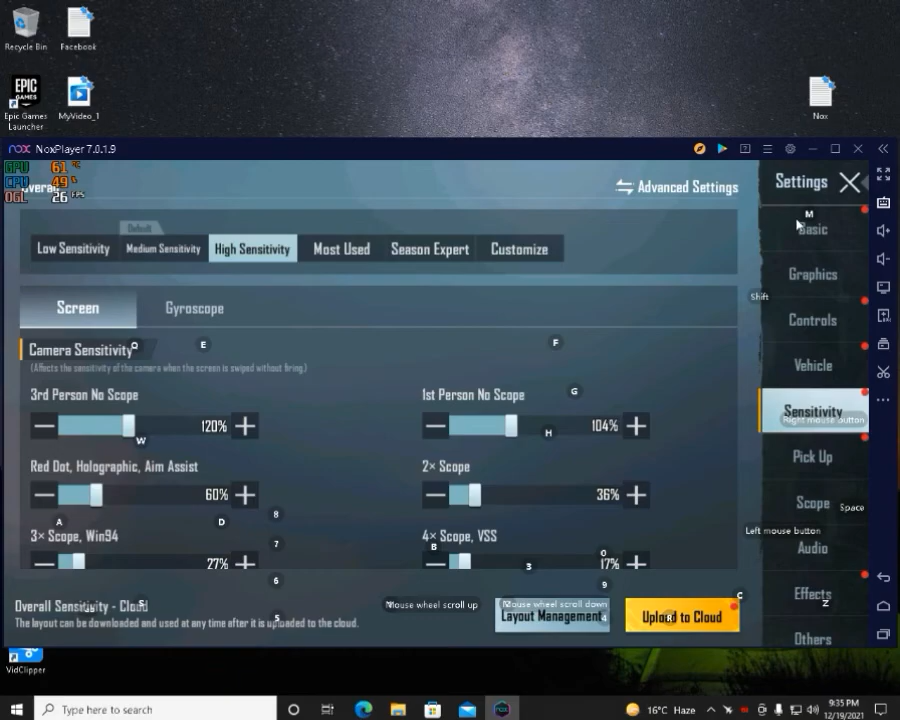 Recycle Bin
Facebook
EPIC
GAMES
Epic Games
Launcher
MyVideo_1
Nox
nox NoxPlayer 7.0.1.9
GPU 61 °C
CPU 49 %
OGL 26 FPS
Advanced Settings
Settings
Default
Low Sensitivity
Medium Sensitivity
High Sensitivity
Most Used
Season Expert
Customize
Screen
Gyroscope
Camera Sensitivity
(Affects the sensitivity of the camera when the screen is swiped without firing.)
3rd Person No Scope
120%
1st Person No Scope
104%
Red Dot, Holographic, Aim Assist
60%
2× Scope
36%
3× Scope, Win94
27%
4× Scope, VSS
17%
Overall Sensitivity - Cloud
The layout can be downloaded and used at any time after it is uploaded to the cloud.
Layout Management
Upload to Cloud
M
Basic
Graphics
Shift
Controls
Vehicle
Sensitivity
Right mouse button
Pick Up
Scope
Space
Left mouse button
Audio
Effects
Z
Others
Q
E
F
G
W
H
A
D
8
7
6
5
B
3
9
Mouse wheel scroll up
Mouse wheel scroll down
4
R
C
VidClipper
Type here to search
nox
16°C Haze
9:35 PM
12/19/2021